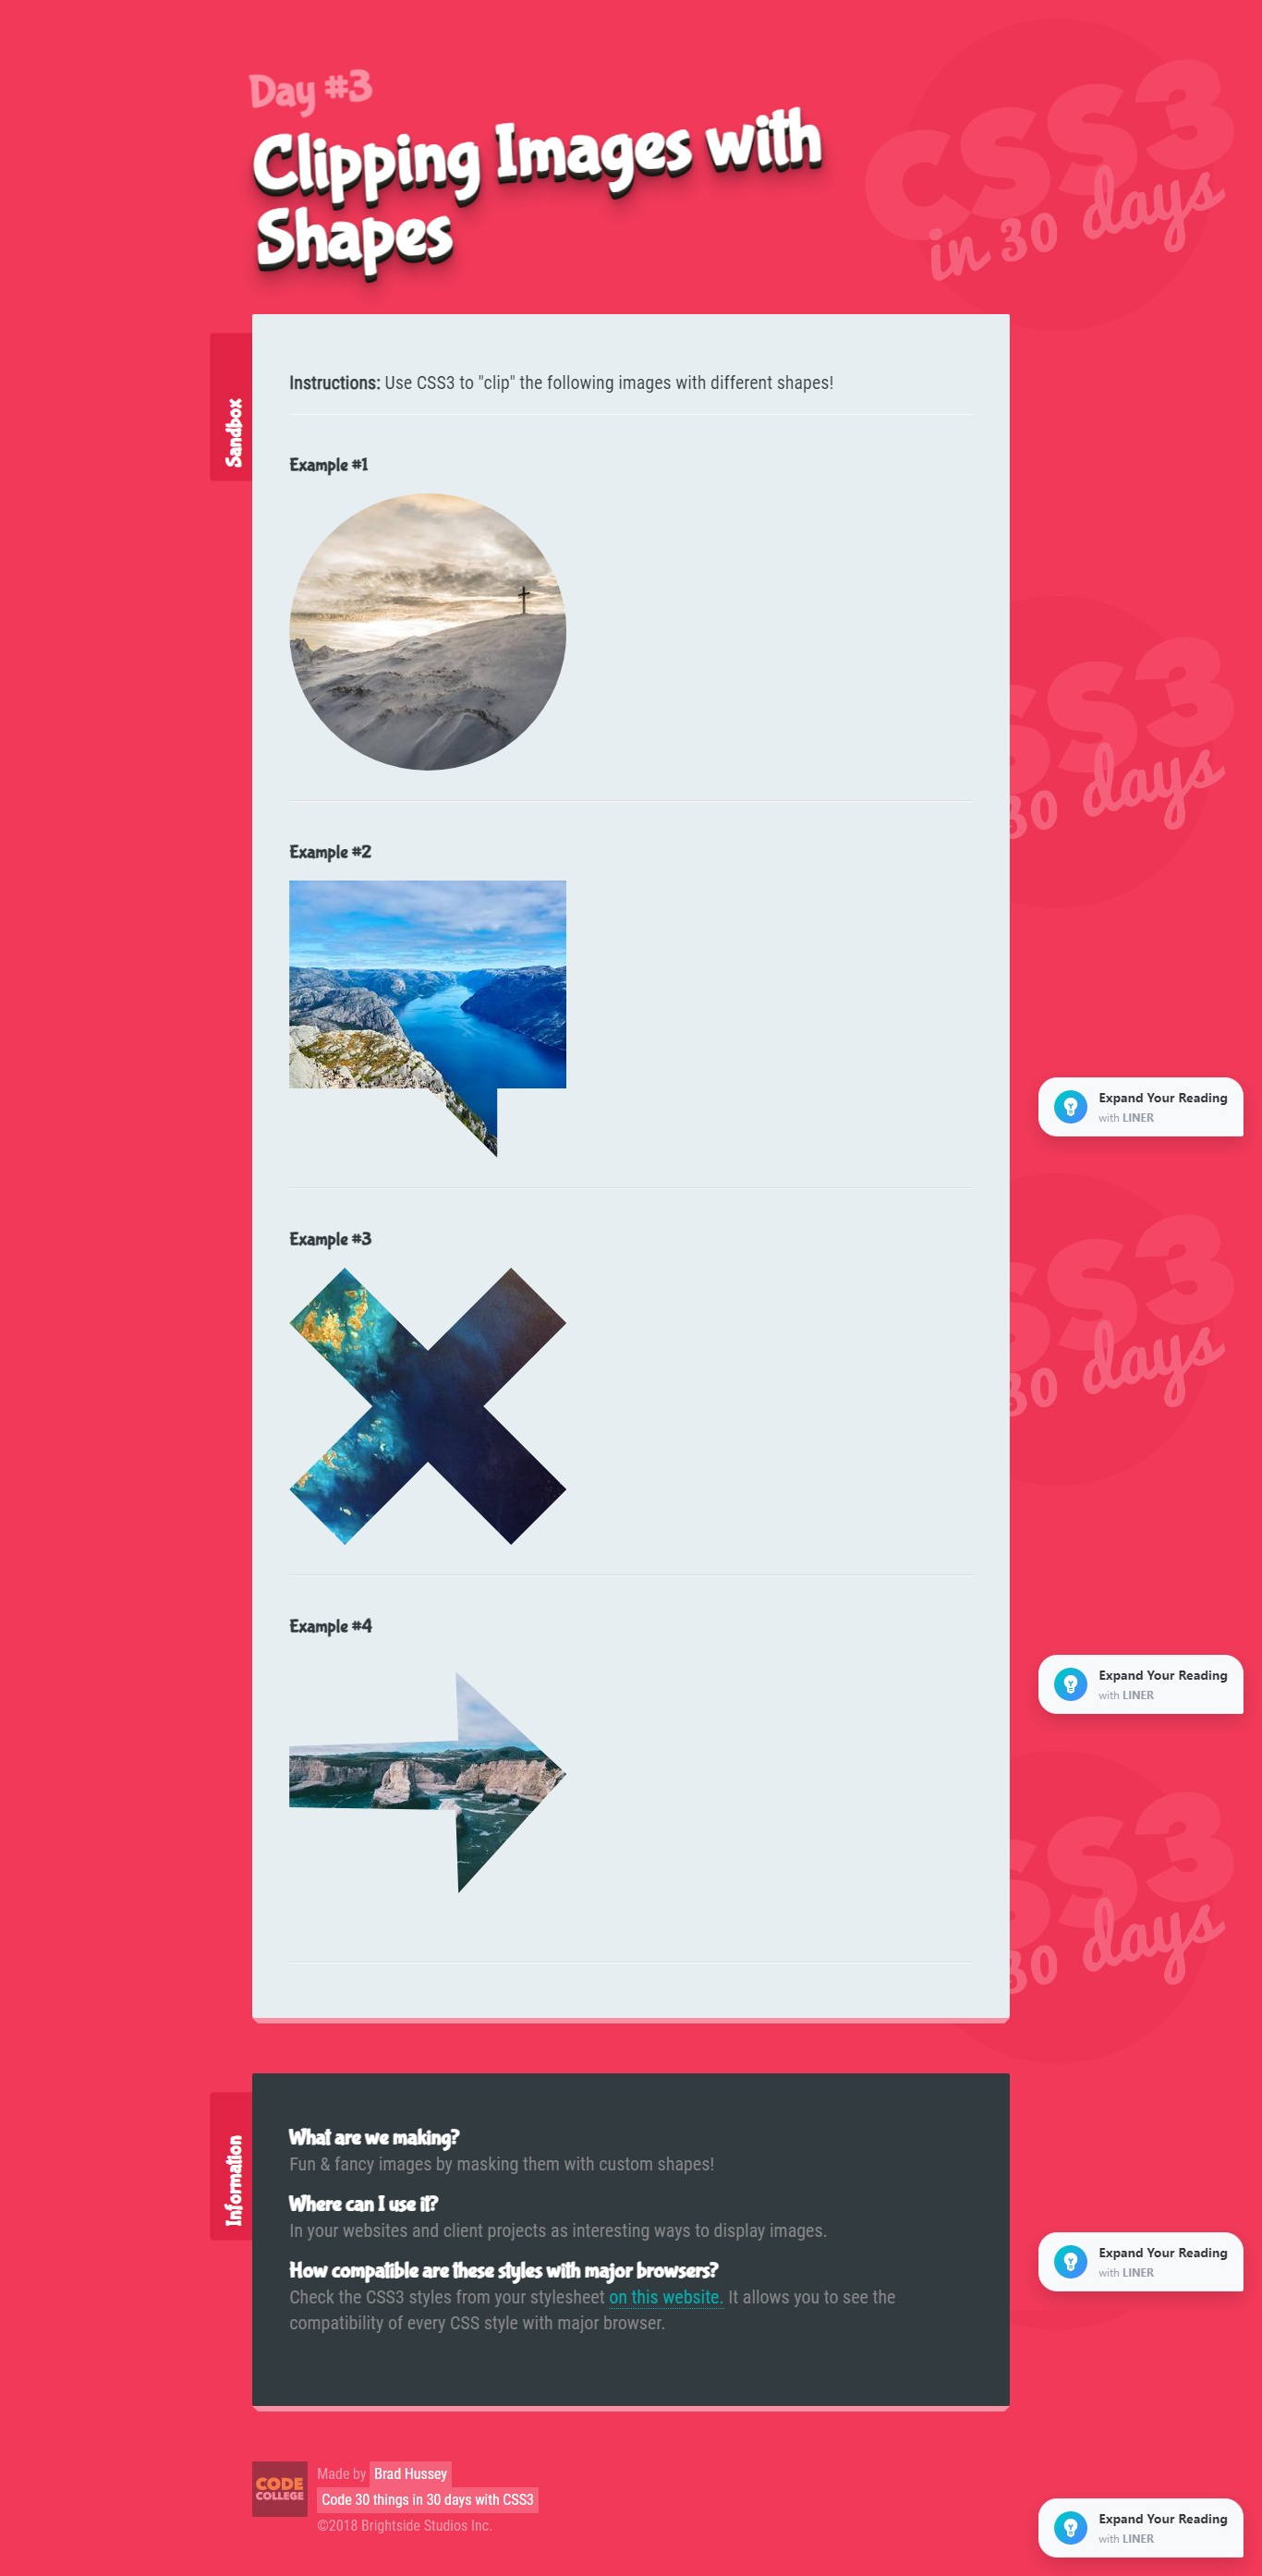 Day #3
Clipping Images with
Shapes
CSS3
in 30 days
Sandbox
Instructions: Use CSS3 to "clip" the following images with different shapes!
Example #1
SS3
30 days
Example #2
Expand Your Reading
with LINER
Example #3
SS3
30 days
Example #4
Expand Your Reading
with LINER
SS3
30 days
Information
What are we making?
Fun & fancy images by masking them with custom shapes!
Where can I use it?
In your websites and client projects as interesting ways to display images.
How compatible are these styles with major browsers?
Check the CSS3 styles from your stylesheet on this website. It allows you to see the
compatibility of every CSS style with major browser.
Expand Your Reading
with LINER
CODE
COLLEGE
Made by Brad Hussey
Code 30 things in 30 days with CSS3
©2018 Brightside Studios Inc.
Expand Your Reading
with LINER